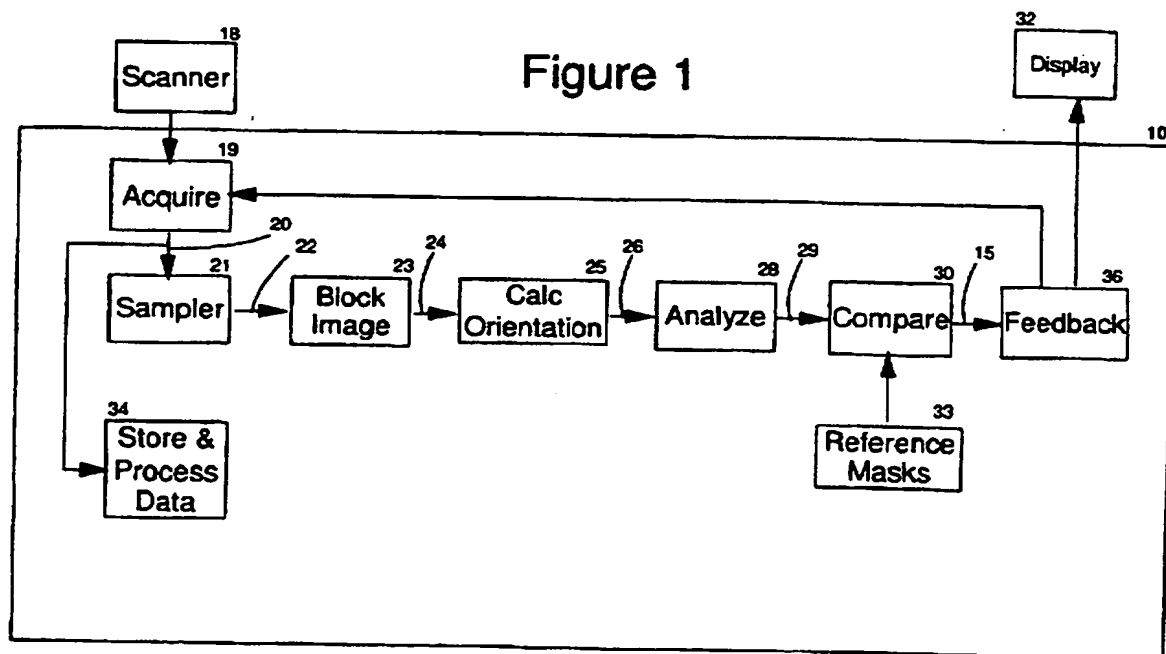 18
Scanner
Figure 1
32
Display
10
19
Acquire
20
21
Sampler
22
23
Block
Image
24
25
Calc
Orientation
26
28
Analyze
29
30
Compare
15
36
Feedback
34
Store &
Process
Data
33
Reference
Masks